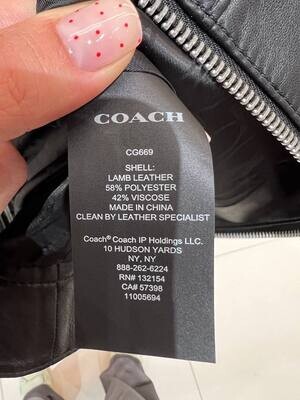 COACH
CG669
SHELL:
LAMB LEATHER
58% POLYESTER
42% VISCOSE
MADE IN CHINA
CLEAN BY LEATHER SPECIALIST
Coach® Coach IP Holdings LLC.
10 HUDSON YARDS
NY, NY
888-262-6224
RN# 132154
CA# 57398
11005694